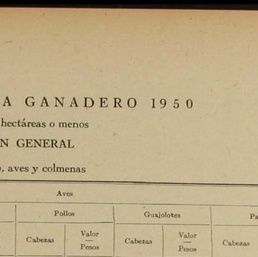 A GANADERO 1950
hectáreas o menos
N GENERAL
, aves y colmenas
Aves
Pollos Guajolotes Pa
Cabezas Valor — Pesos Cabezas Valor — Pesos Cabezas